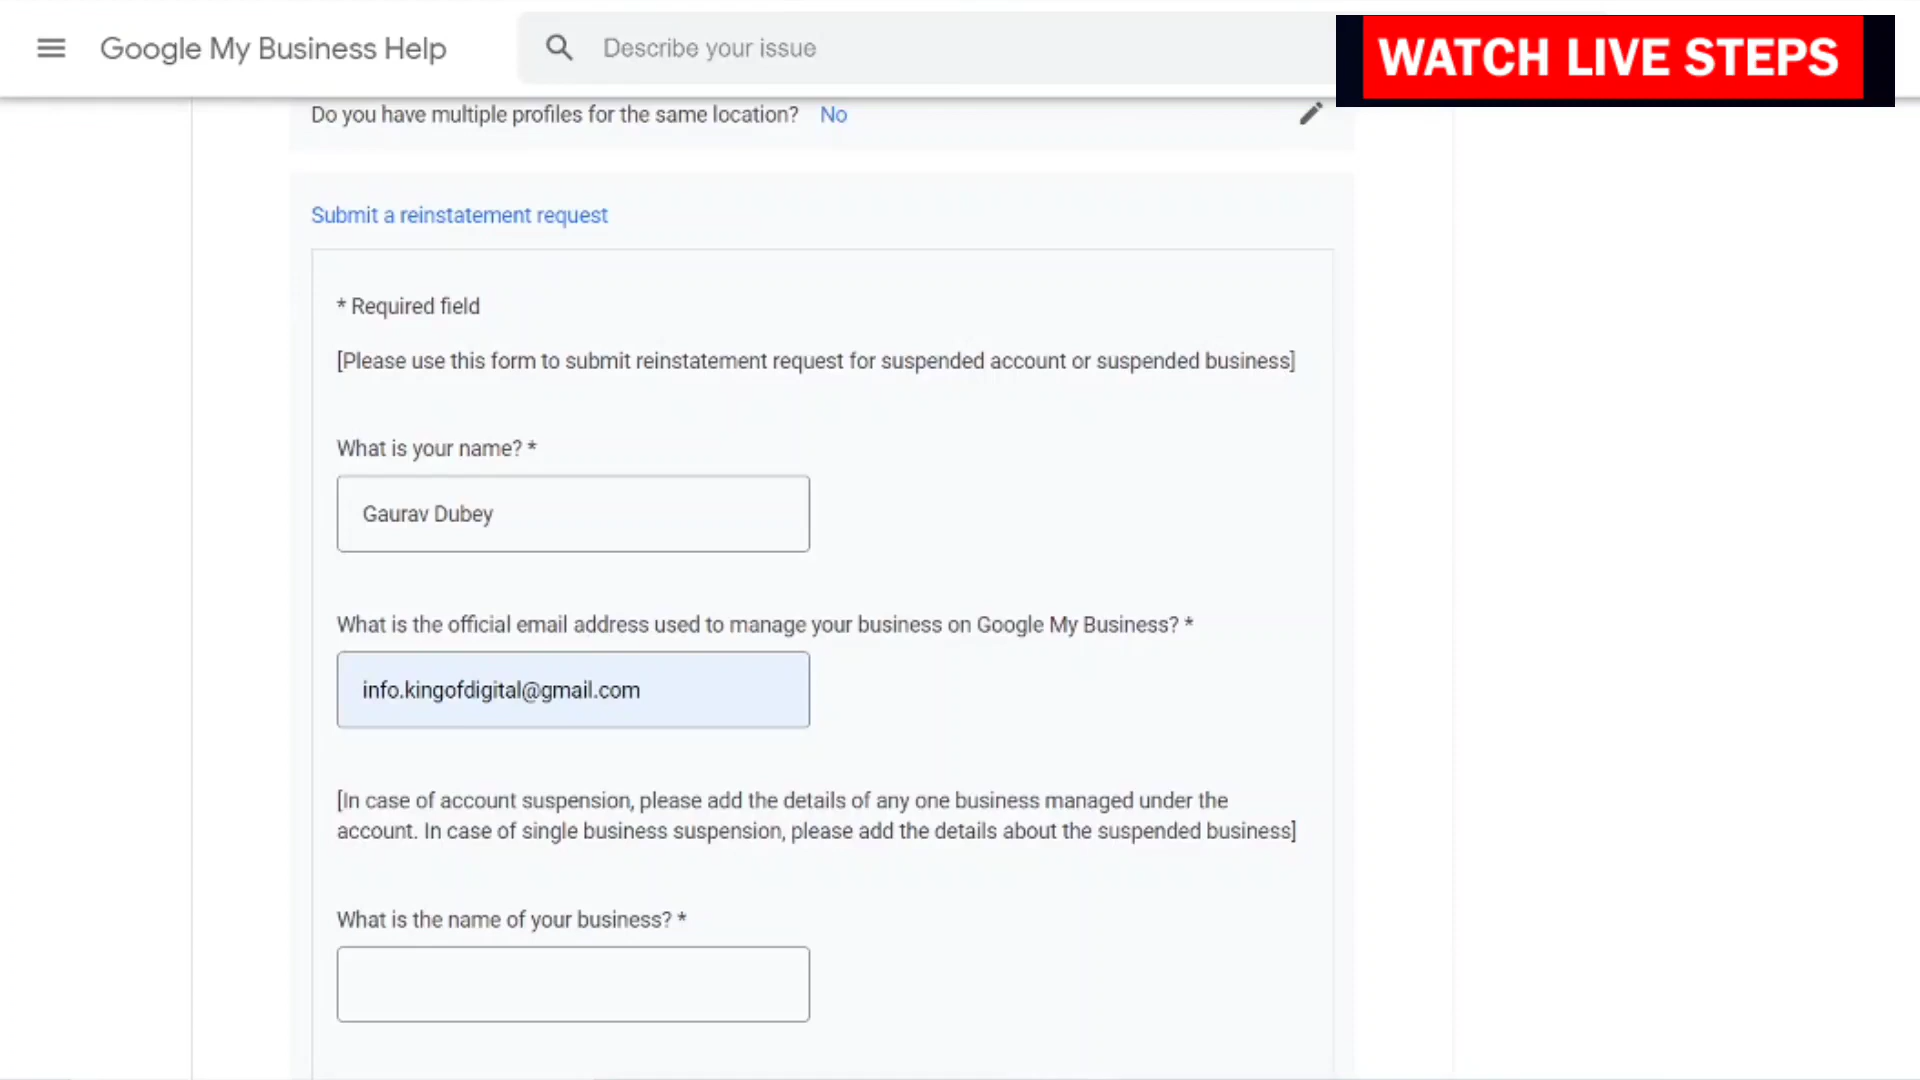 Google My Business Help
Describe your issue
WATCH LIVE STEPS
Do you have multiple profiles for the same location? No
Submit a reinstatement request
* Required field
[Please use this form to submit reinstatement request for suspended account or suspended business]
What is your name? *
Gaurav Dubey
What is the official email address used to manage your business on Google My Business? *
info.kingofdigital@gmail.com
[In case of account suspension, please add the details of any one business managed under the
account. In case of single business suspension, please add the details about the suspended business]
What is the name of your business? *